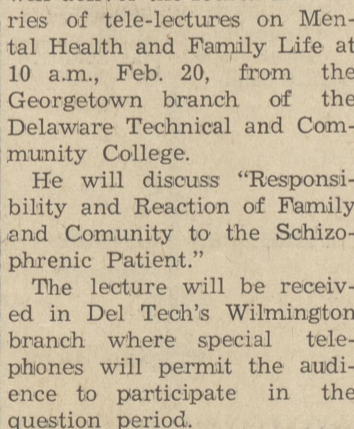 ries of tele-lectures on Men-
tal Health and Family Life at
10 a.m., Feb. 20, from the
Georgetown branch of the
Delaware Technical and Com-
munity College.
He will discuss “Responsi-
bility and Reaction of Family
and Comunity to the Schizo-
phrenic Patient.”
The lecture will be receiv-
ed in Del Tech’s Wilmington
branch where special tele-
phones will permit the audi-
ence to participate in the
question period.